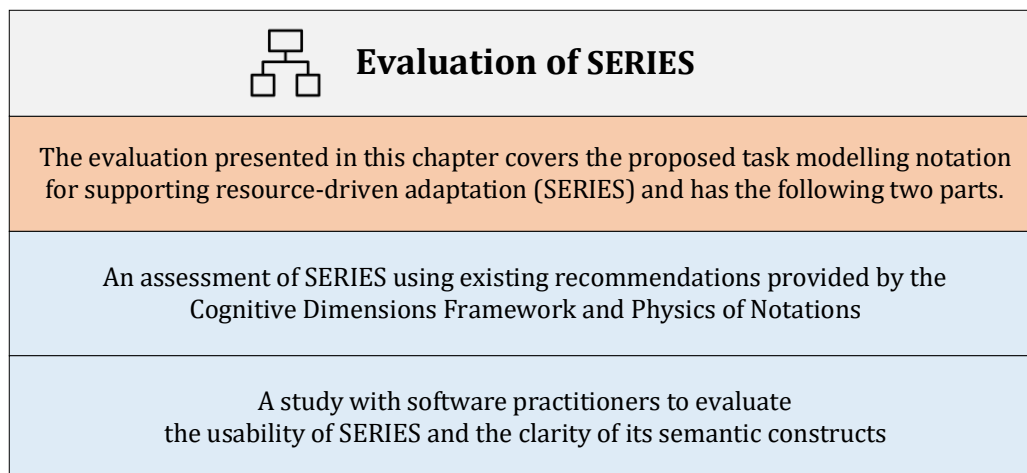 Evaluation of SERIES
The evaluation presented in this chapter covers the proposed task modelling notation
for supporting resource-driven adaptation (SERIES) and has the following two parts.
An assessment of SERIES using existing recommendations provided by the
Cognitive Dimensions Framework and Physics of Notations
A study with software practitioners to evaluate
the usability of SERIES and the clarity of its semantic constructs